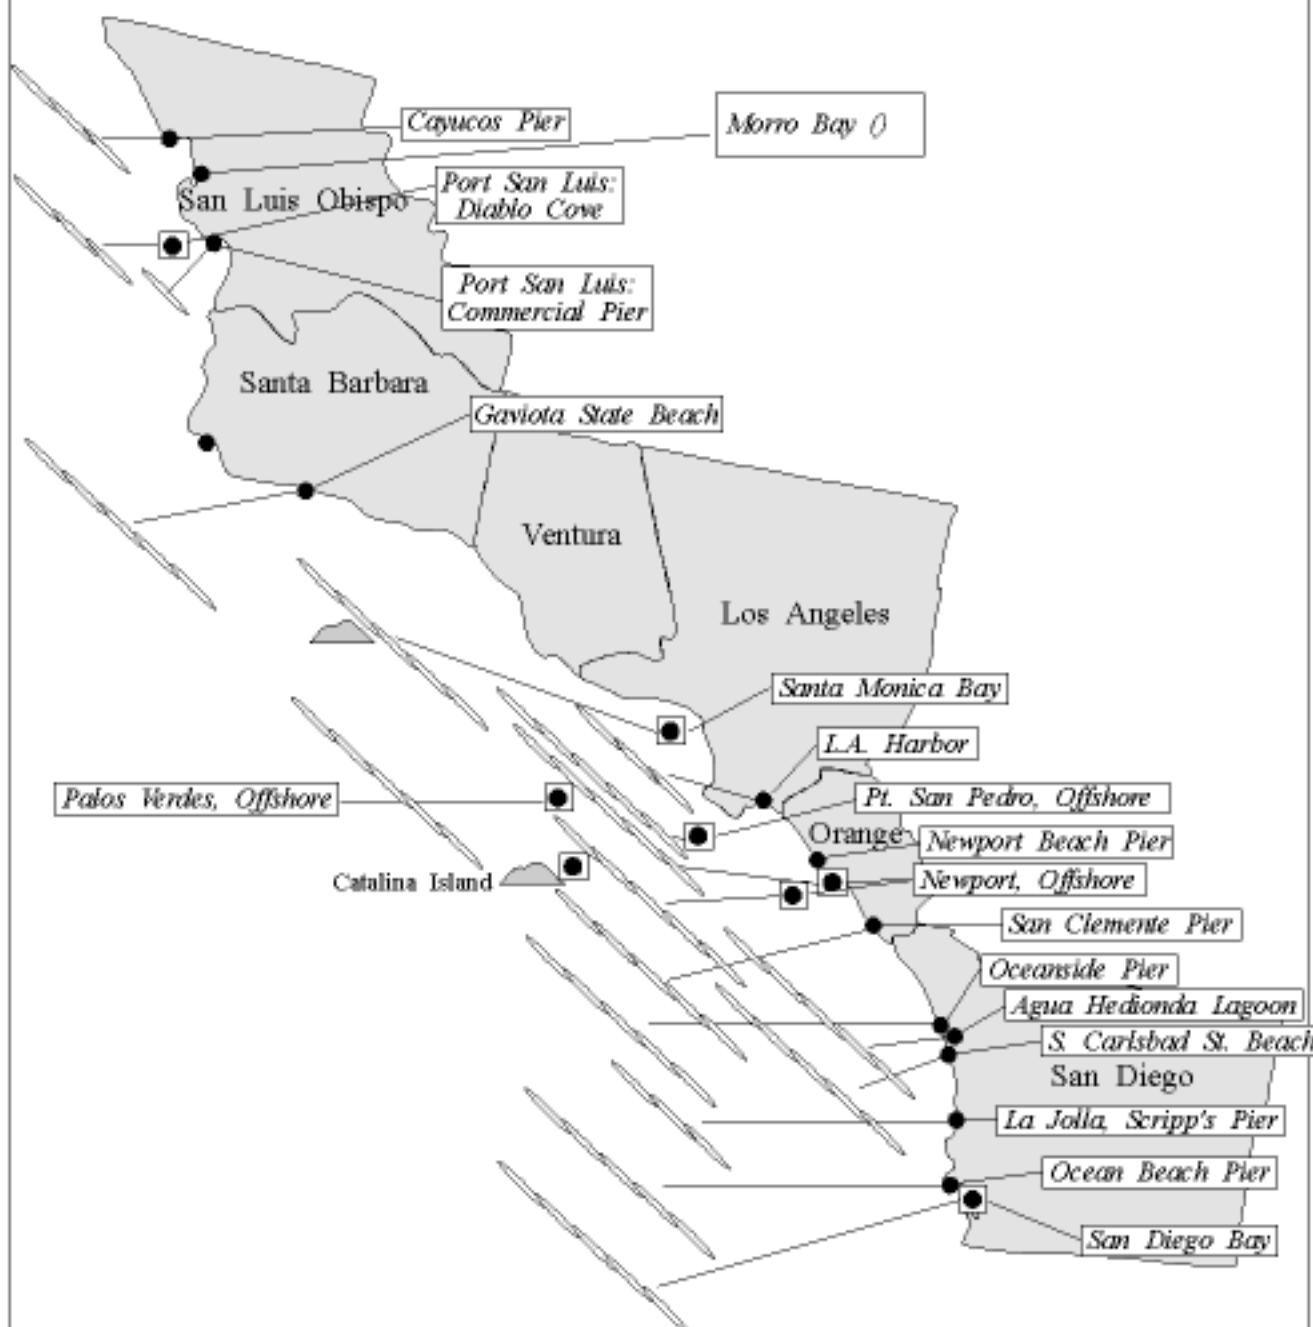 Cayucos Pier
Morro Bay ()
Port San Luis:
Diablo Cove
San Luis Obispo
Port San Luis:
Commercial Pier
Santa Barbara
Gaviota State Beach
Ventura
Los Angeles
Santa Monica Bay
L.A. Harbor
Palos Verdes, Offshore
Pt. San Pedro, Offshore
Orange
Newport Beach Pier
Catalina Island
Newport, Offshore
San Clemente Pier
Oceanside Pier
Agua Hedionda Lagoon
S. Carlsbad St. Beach
San Diego
La Jolla, Scripp's Pier
Ocean Beach Pier
San Diego Bay